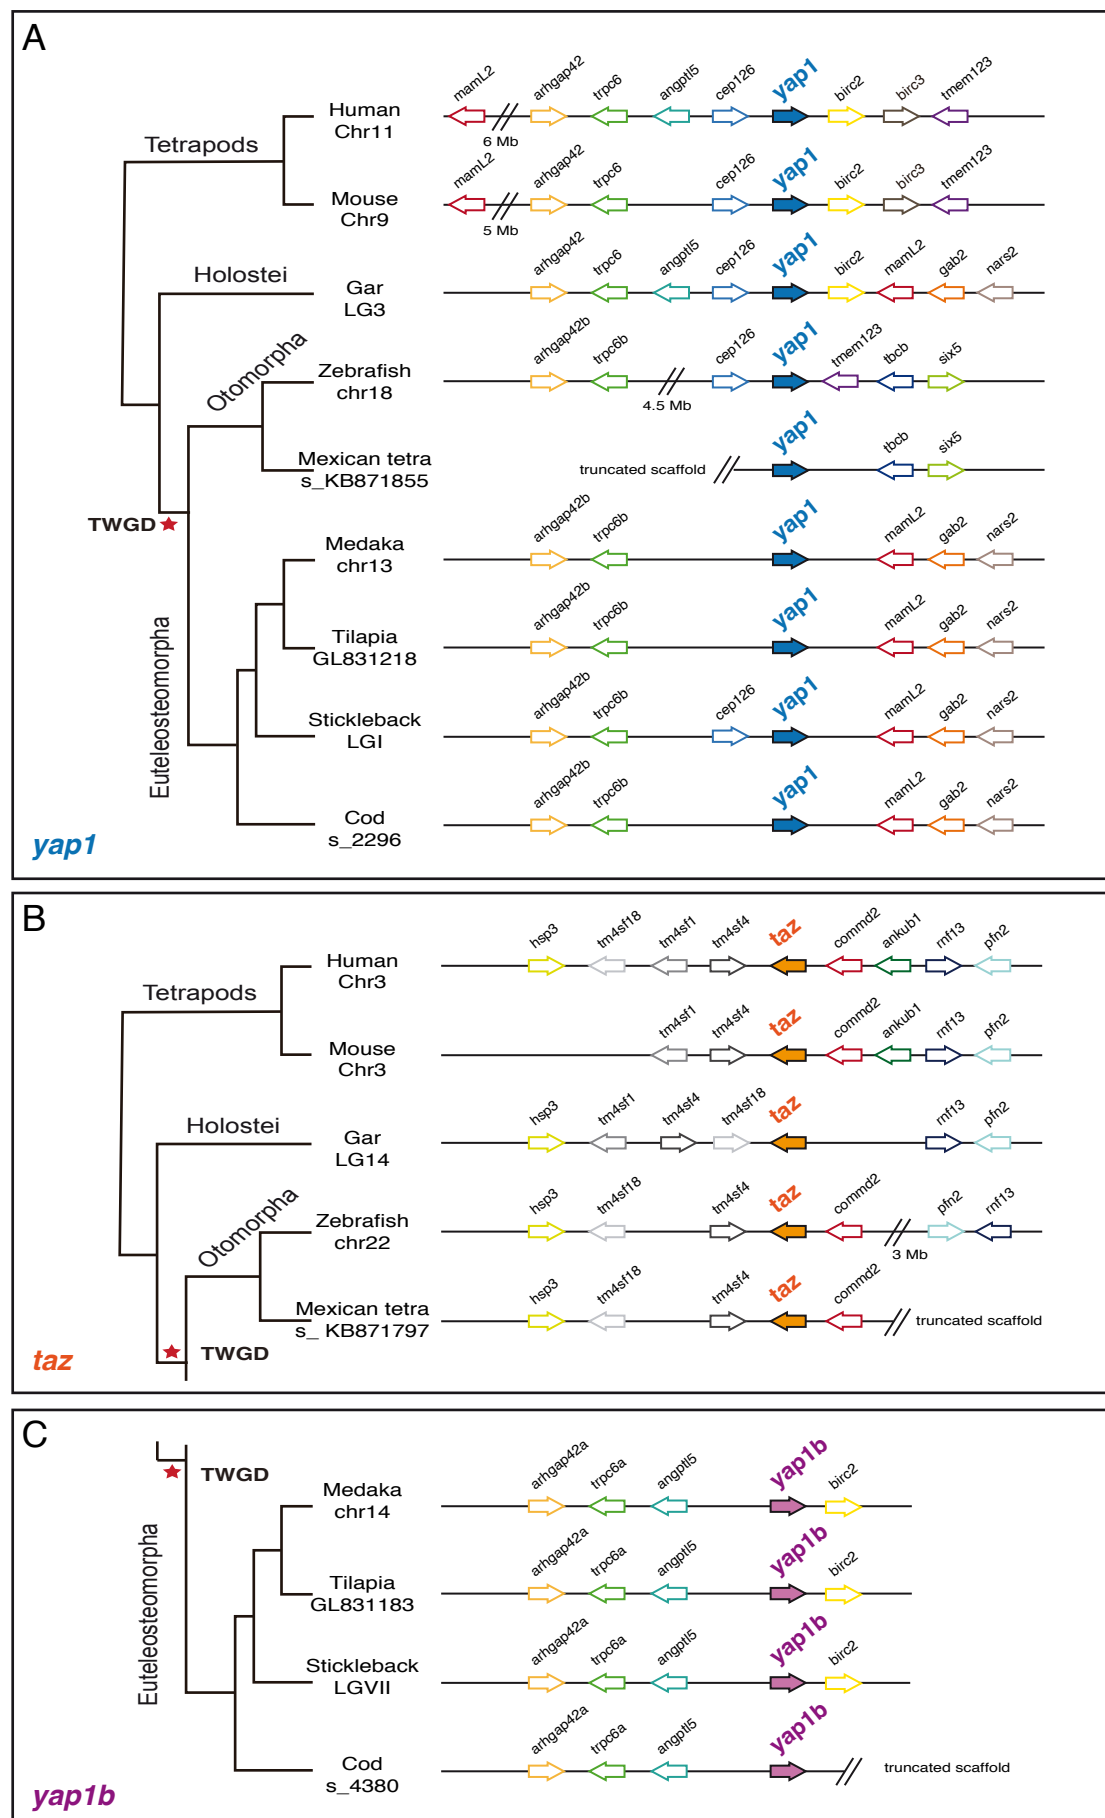 A
mamL2 arhgap42 trpc6 angptl5 cep126 yap1 birc2 birc3 tmem123
Human
Chr11
6 Mb
Tetrapods
mamL2 arhgap42 trpc6 cep126 yap1 birc2 birc3 tmem123
Mouse
Chr9
5 Mb
arhgap42 trpc6 angptl5 cep126 yap1 birc2 mamL2 gab2 nars2
Holostei
Gar
LG3
arhgap42b trpc6b cep126 yap1 tmem123 tbcb six5
Otomorpha
Zebrafish
chr18
4.5 Mb
yap1 tbcb six5
Mexican tetra
s_KB871855
truncated scaffold
TWGD
arhgap42b trpc6b yap1 mamL2 gab2 nars2
Medaka
chr13
arhgap42b trpc6b yap1 mamL2 gab2 nars2
Tilapia
GL831218
Euteleosteomorpha
arhgap42b trpc6b cep126 yap1 mamL2 gab2 nars2
Stickleback
LGI
arhgap42b trpc6b yap1 mamL2 gab2 nars2
Cod
s_2296
yap1
B
hsp3 tm4sf18 tm4sf1 tm4sf4 taz commd2 ankub1 rnf13 pfn2
Human
Chr3
Tetrapods
tm4sf1 tm4sf4 taz commd2 ankub1 rnf13 pfn2
Mouse
Chr3
hsp3 tm4sf1 tm4sf4 tm4sf18 taz rnf13 pfn2
Holostei
Gar
LG14
hsp3 tm4sf18 tm4sf4 taz commd2 pfn2 rnf13
Otomorpha
Zebrafish
chr22
3 Mb
hsp3 tm4sf18 tm4sf4 taz commd2
Mexican tetra
s_ KB871797
truncated scaffold
TWGD
taz
C
TWGD
arhgap42a trpc6a angptl5 yap1b birc2
Medaka
chr14
arhgap42a trpc6a angptl5 yap1b birc2
Tilapia
GL831183
Euteleosteomorpha
arhgap42a trpc6a angptl5 yap1b birc2
Stickleback
LGVII
arhgap42a trpc6a angptl5 yap1b
Cod
s_4380
truncated scaffold
yap1b